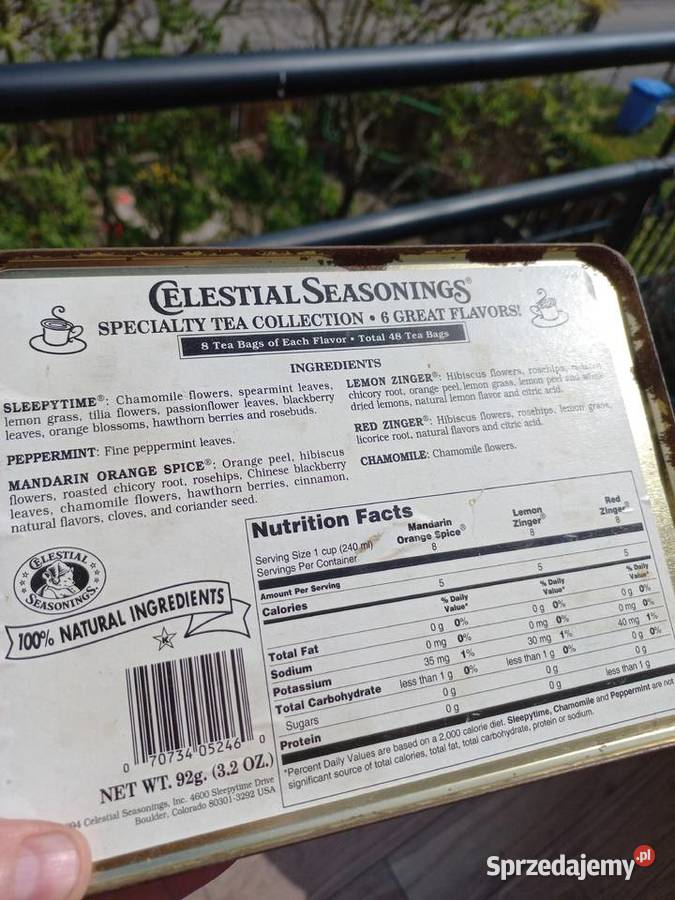 CELESTIAL SEASONINGS®
SPECIALTY TEA COLLECTION • 6 GREAT FLAVORS!
8 Tea Bags of Each Flavor • Total 48 Tea Bags
INGREDIENTS
SLEEPYTIME®: Chamomile flowers, spearmint leaves,
lemon grass, tilia flowers, passionflower leaves, blackberry
leaves, orange blossoms, hawthorn berries and rosebuds.
PEPPERMINT: Fine peppermint leaves.
MANDARIN ORANGE SPICE®: Orange peel, hibiscus
flowers, roasted chicory root, rosehips, Chinese blackberry
leaves, chamomile flowers, hawthorn berries, cinnamon,
natural flavors, cloves, and coriander seed.
LEMON ZINGER®: Hibiscus flowers, rosehips,
chicory root, orange peel, lemon grass, lemon peel and
dried lemons, natural lemon flavor and citric acid.
RED ZINGER®: Hibiscus flowers, rosehips, lemon grass,
licorice root, natural flavors and citric acid.
CHAMOMILE: Chamomile flowers.
CELESTIAL
SEASONINGS
100% NATURAL INGREDIENTS
K
0 70734 05246 0
NET WT. 92g. (3.2 OZ.)
94 Celestial Seasonings, Inc. 4600 Sleepytime Drive
Boulder, Colorado 80301-3292 USA
Nutrition Facts
Serving Size 1 cup (240 ml)
Mandarin Orange Spice® Lemon Zinger® Red Zinger®
Servings Per Container 8 8 8
Amount Per Serving
Calories 5 5 5
% Daily Value* % Daily Value* % Daily Value*
Total Fat 0 g 0% 0 g 0% 0 g 0%
Sodium 0 mg 0% 0 mg 0% 0 mg 0%
Potassium 35 mg 1% 30 mg 1% 40 mg 1%
Total Carbohydrate less than 1 g 0% less than 1 g 0% 0 g 0%
Sugars 0 g 0 g less than 1 g
Protein 0 g 0 g
*Percent Daily Values are based on a 2,000 calorie diet. Sleepytime, Chamomile and Peppermint are not
significant source of total calories, total fat, total carbohydrate, protein or sodium.
Sprzedajemy.pl